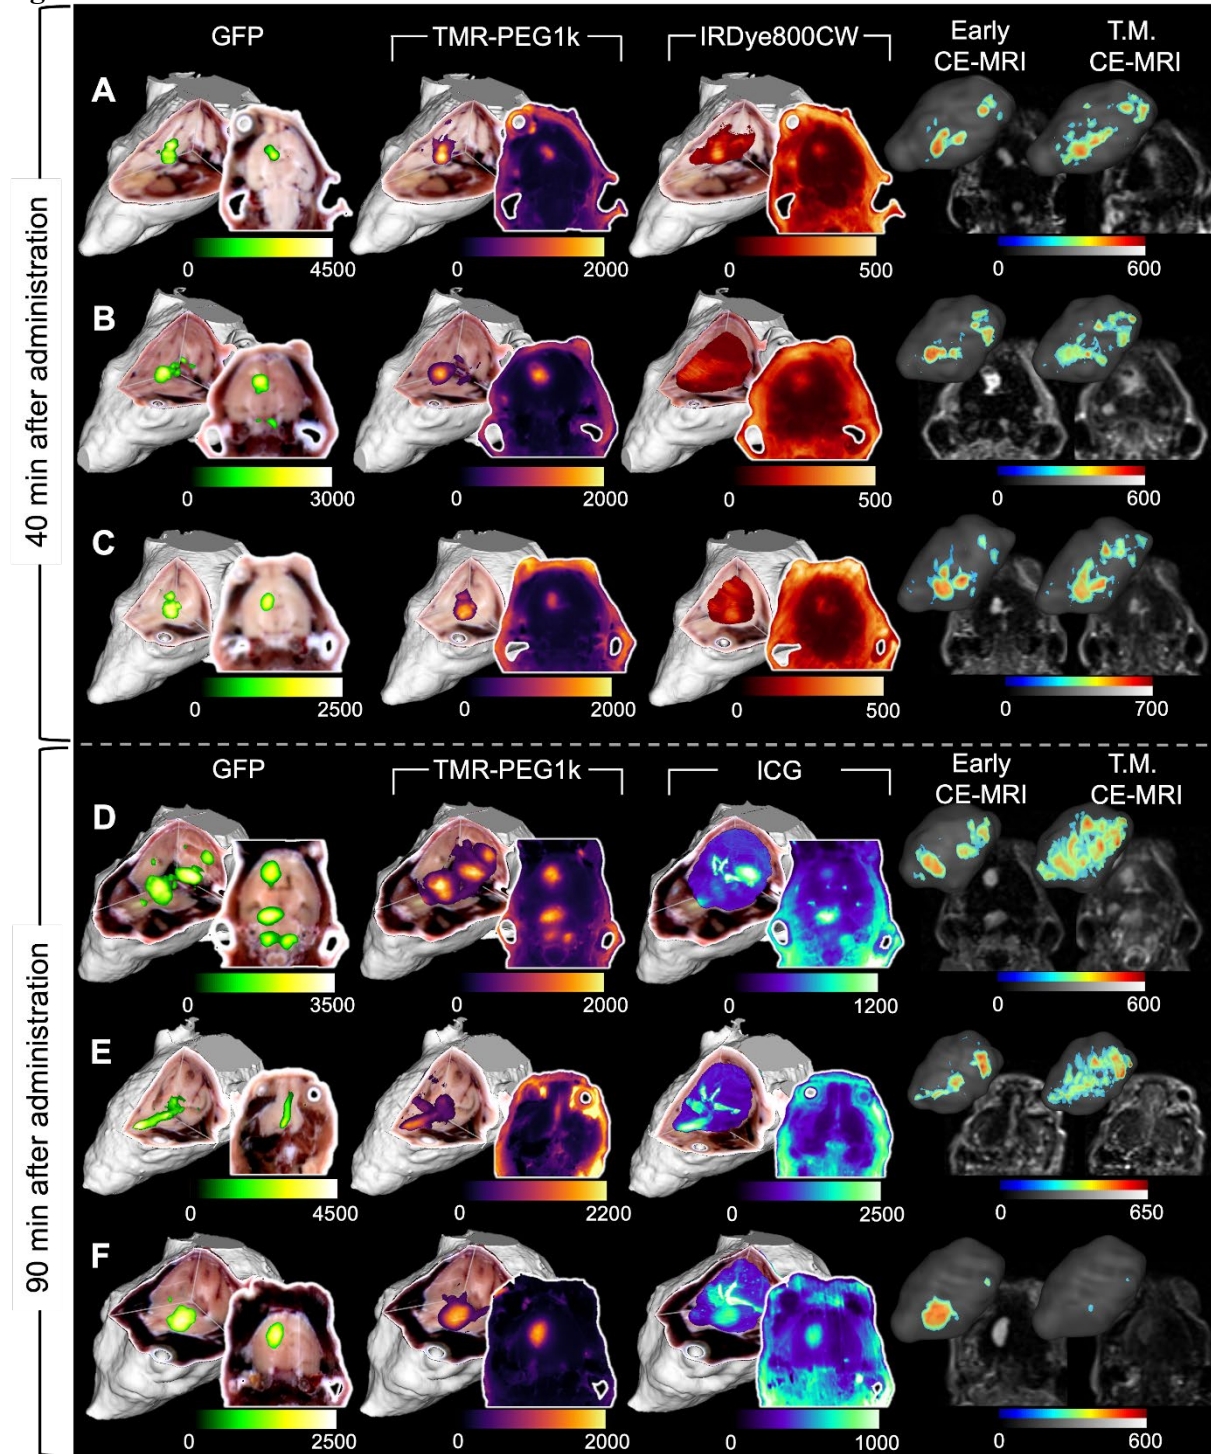 40 min after administration
GFP TMR-PEG1k IRDye800CW Early CE-MRI T.M. CE-MRI
A
0 4500 0 2000 0 500 0 600
B
0 3000 0 2000 0 500 0 600
C
0 2500 0 2000 0 500 0 700
90 min after administration
GFP TMR-PEG1k ICG Early CE-MRI T.M. CE-MRI
D
0 3500 0 2000 0 1200 0 600
E
0 4500 0 2200 0 2500 0 650
F
0 2500 0 2000 0 1000 0 600